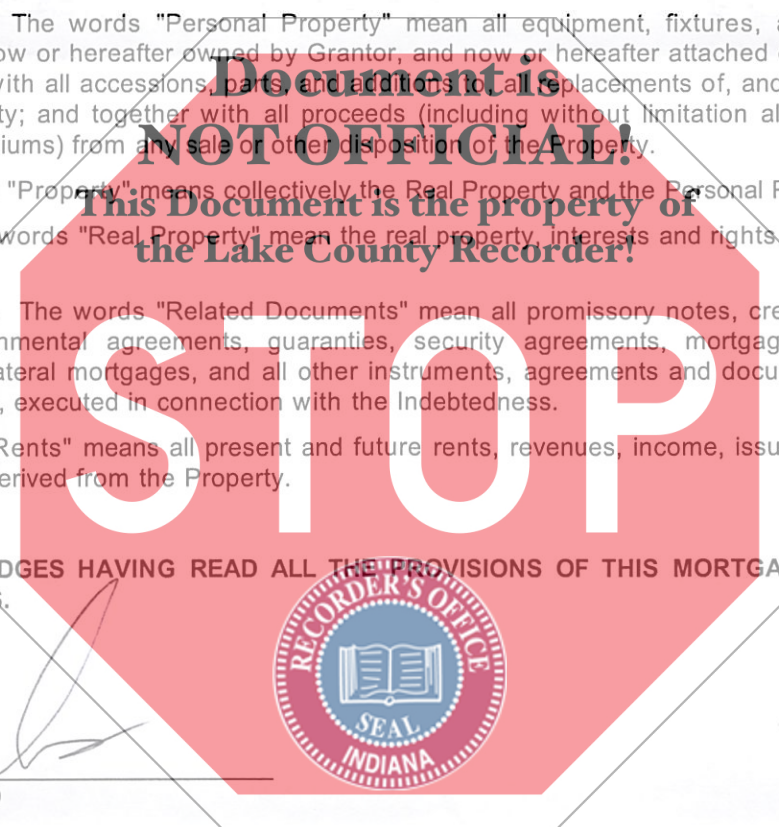 The words "Personal Property" mean all equipment, fixtures,
ow or hereafter owned by Grantor, and now or hereafter attached
with all accessions, parts, and additions to, all replacements of, and
ty; and together with all proceeds (including without limitation al
iums) from any sale or other disposition of the Property.
"Property" means collectively the Real Property and the Personal P
words "Real Property" mean the real property, interests and rights
The words "Related Documents" mean all promissory notes, cre
nmental agreements, guaranties, security agreements, mortgag
ateral mortgages, and all other instruments, agreements and docu
, executed in connection with the Indebtedness.
Rents" means all present and future rents, revenues, income, issu
erived from the Property.
DGES HAVING READ ALL THE PROVISIONS OF THIS MORTGA
Document is
NOT OFFICIAL!
This Document is the property of
the Lake County Recorder!
STOP
RECORDER'S OFFICE
SEAL
INDIANA